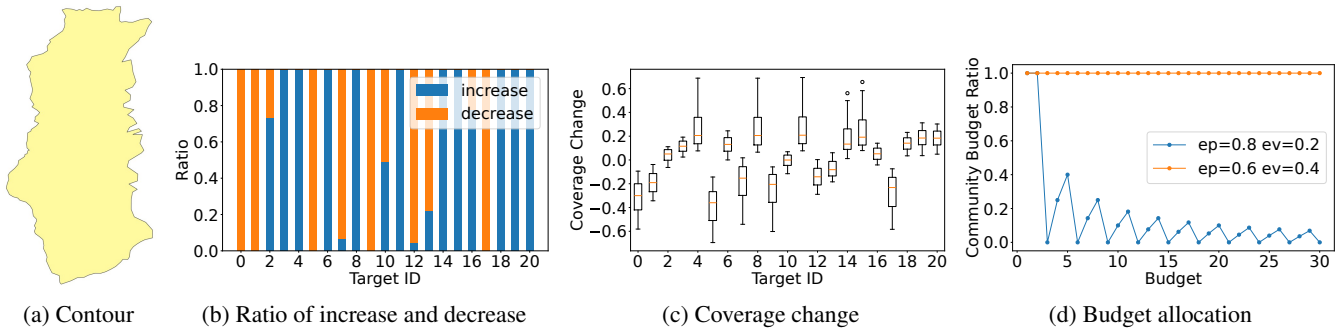 1.0
0.8
0.6
0.4
0.2
0.0
Ratio
increase
decrease
0 2 4 6 8 10 12 14 16 18 20
Target ID
0.6
0.4
0.2
0.0
−0.2
−0.4
−0.6
Coverage Change
0 2 4 6 8 10 12 14 16 18 20
Target ID
1.0
0.8
0.6
0.4
0.2
0.0
Community Budget Ratio
ep=0.8 ev=0.2
ep=0.6 ev=0.4
0 5 10 15 20 25 30
Budget
(a) Contour
(b) Ratio of increase and decrease
(c) Coverage change
(d) Budget allocation